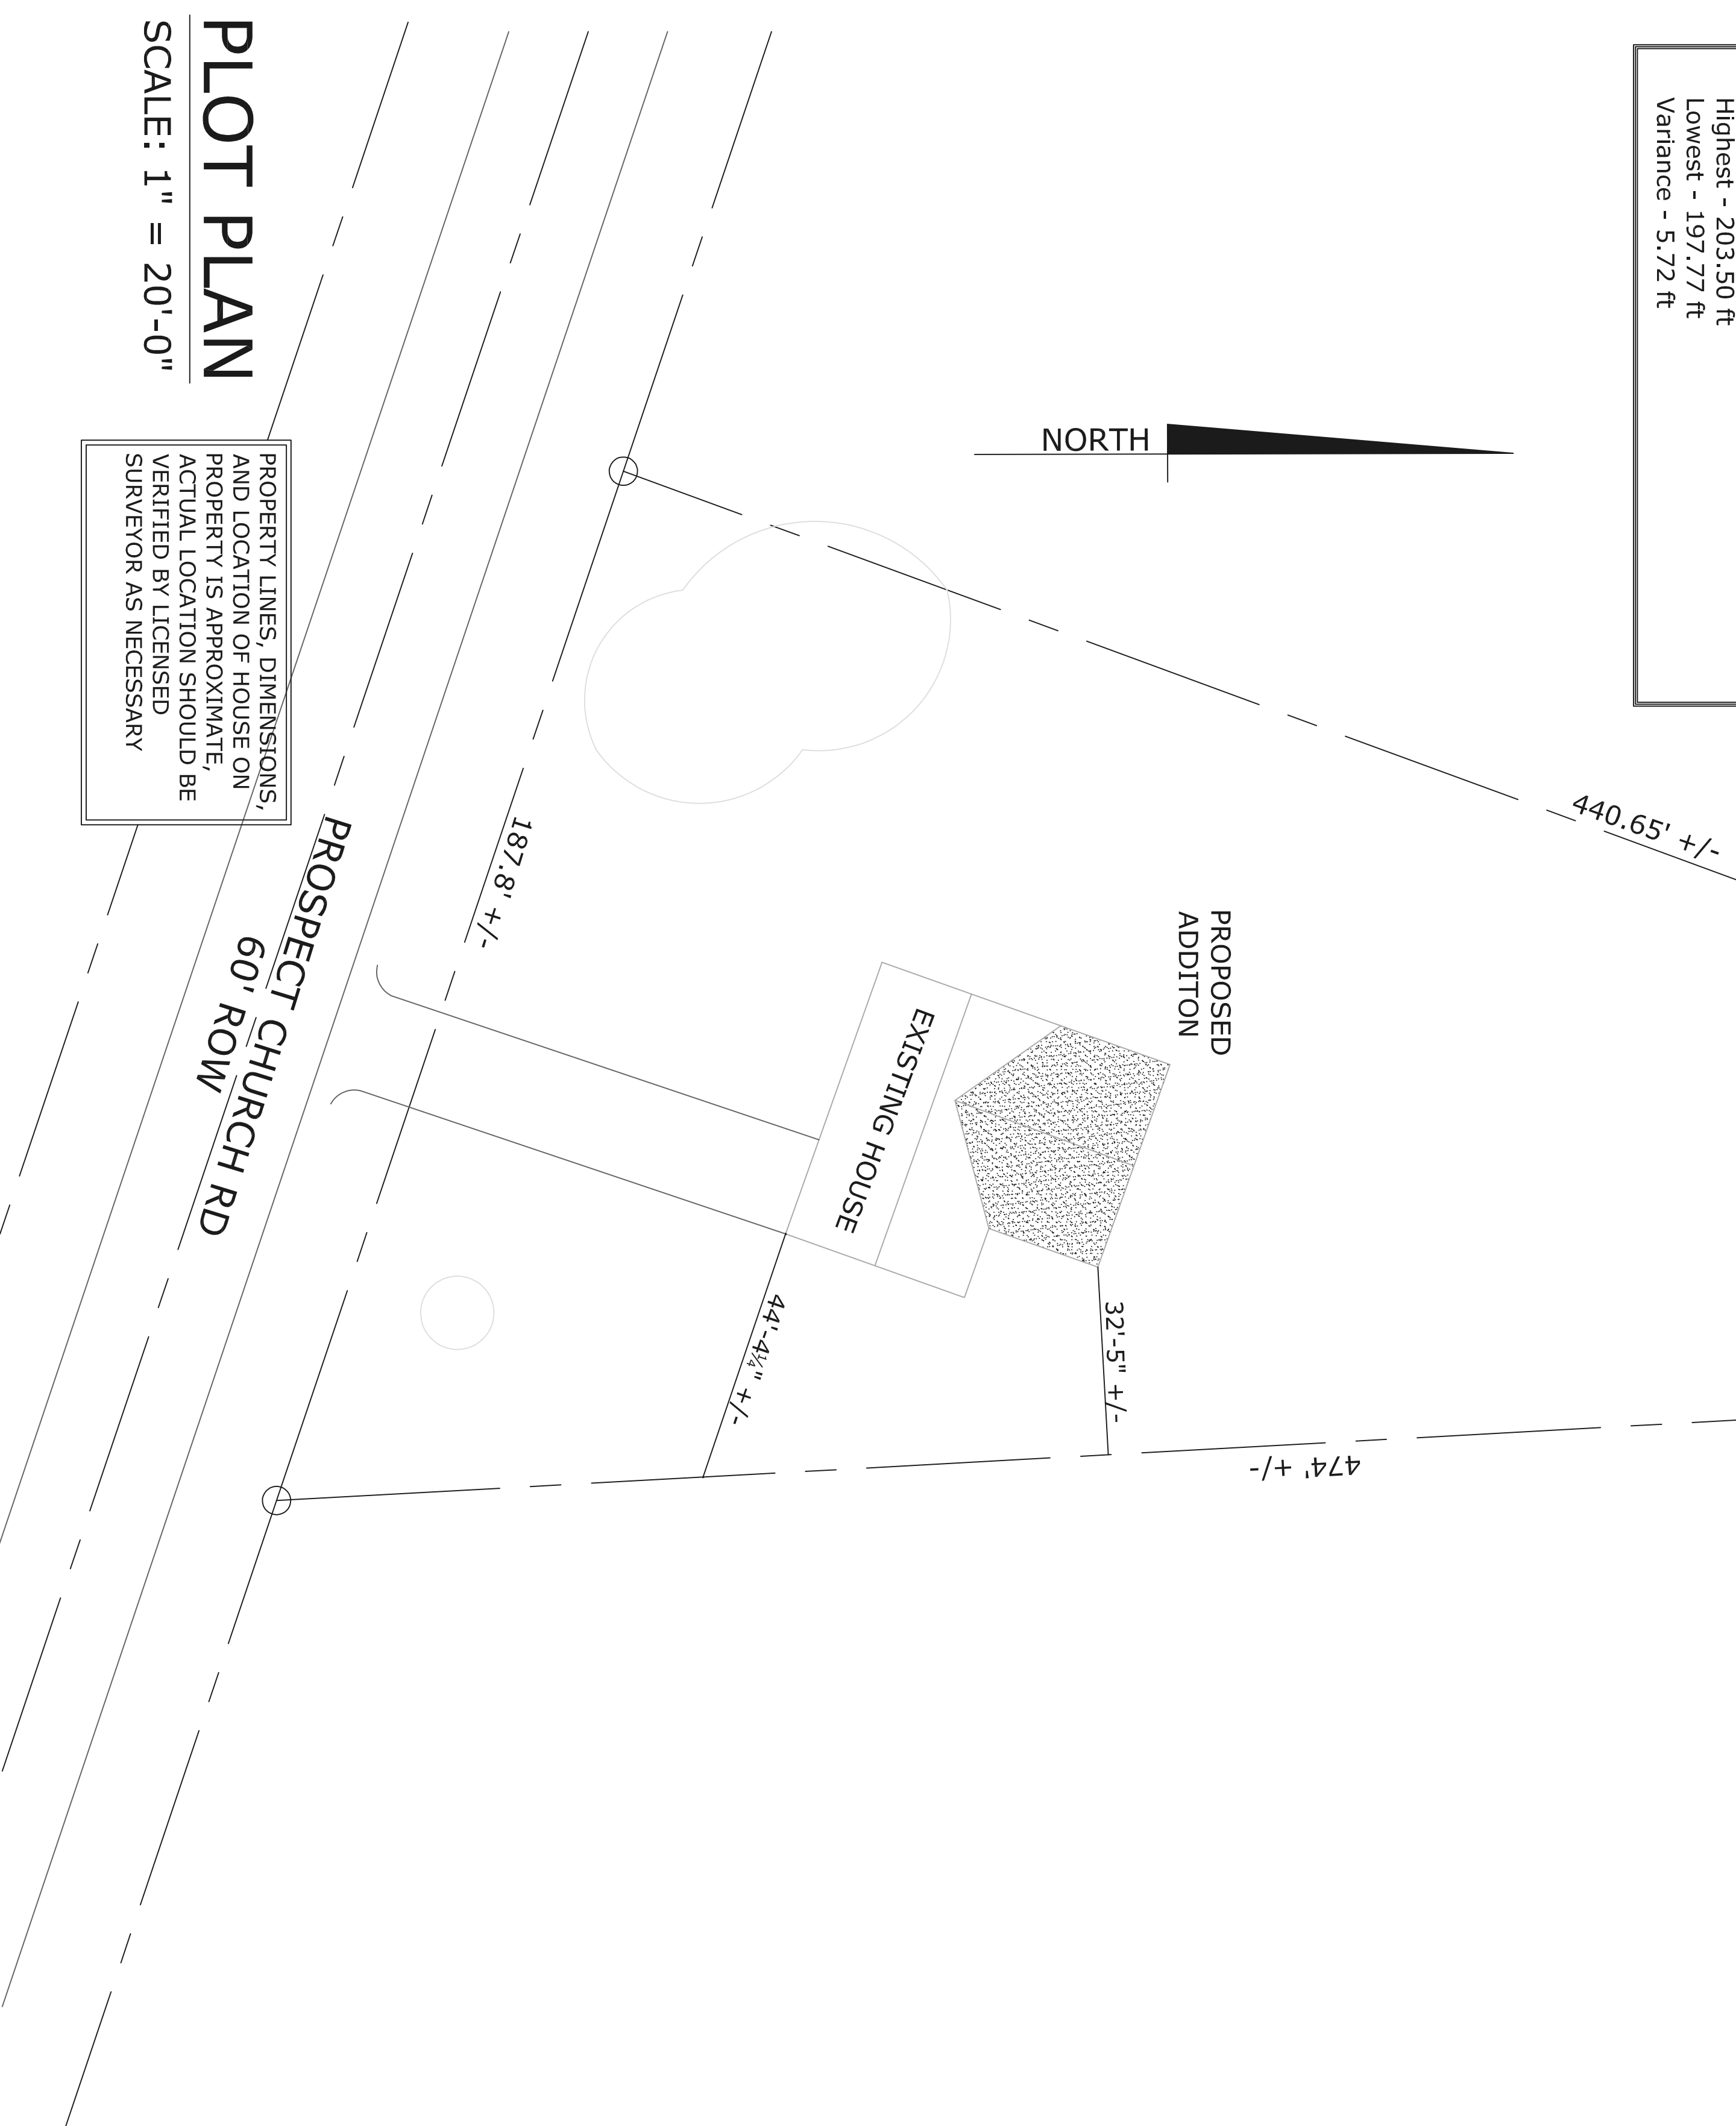 PLOT PLAN
SCALE: 1" = 20'-0"
PROPERTY LINES, DIMENSIONS,
AND LOCATION OF HOUSE ON
PROPERTY IS APPROXIMATE,
ACTUAL LOCATION SHOULD BE
VERIFIED BY LICENSED
SURVEYOR AS NECESSARY
PROSPECT CHURCH RD
60' ROW
187.8' +/-
NORTH
Highest - 203.50 ft
Lowest - 197.77 ft
Variance - 5.72 ft
440.65' +/-
PROPOSED
ADDITON
EXISTING HOUSE
44'-4¼" +/-
32'-5" +/-
474' +/-